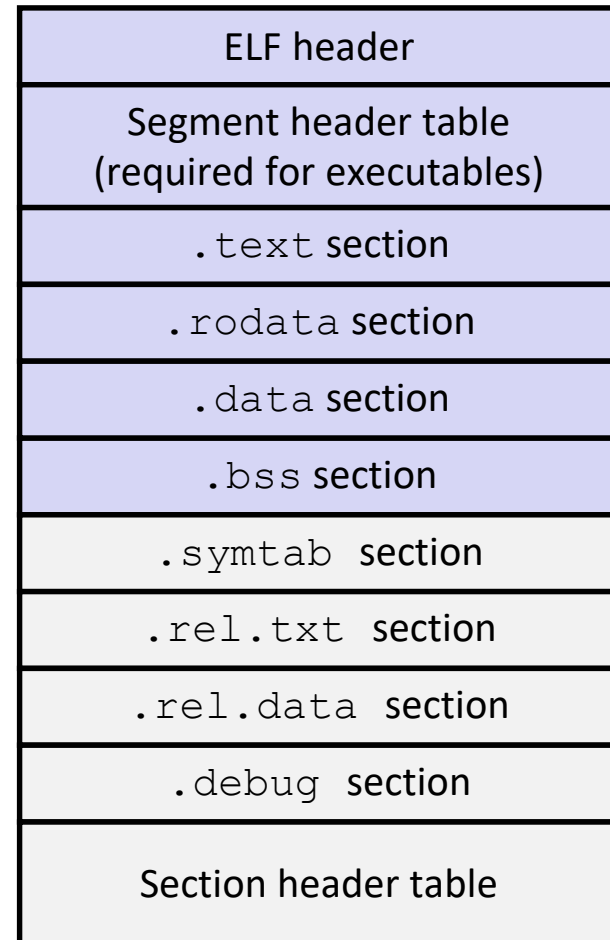 ELF header
Segment header table
(required for executables)
.text section
.rodata section
.data section
.bss section
.symtab section
.rel.txt section
.rel.data section
.debug section
Section header table